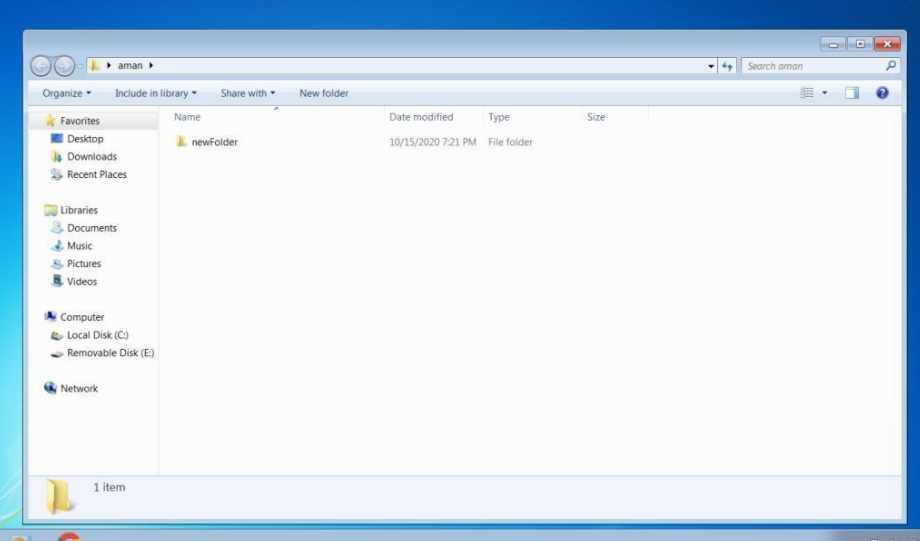 aman
Search aman
Organize Include in library Share with New folder
Favorites
Desktop
Downloads
Recent Places
Libraries
Documents
Music
Pictures
Videos
Computer
Local Disk (C:)
Removable Disk (E:)
Network
Name Date modified Type Size
newFolder 10/15/2020 7:21 PM File folder
1 item